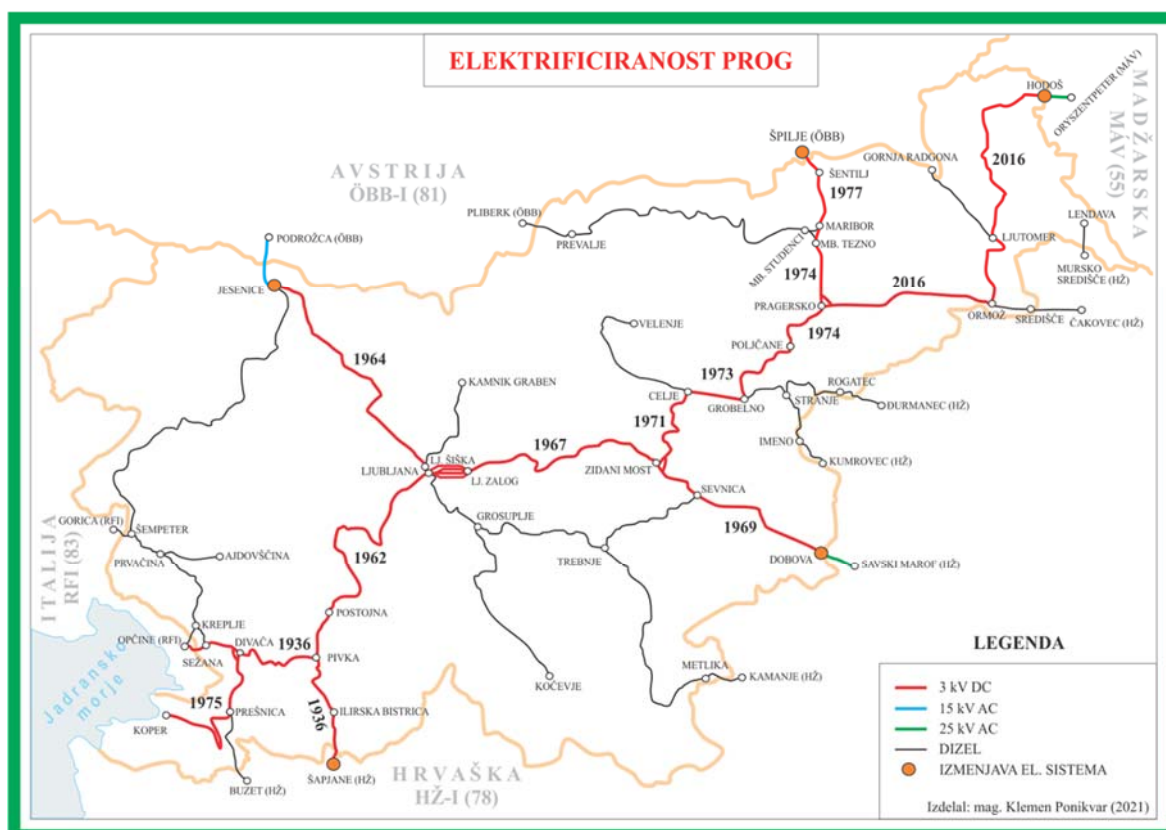 ELEKTRIFICIRANOST PROG
MADŽARSKA
MÁV (55)
HODOŠ
ORYSZENTPETER (MÁV)
ŠPILJE (ÖBB)
GORNJA RADGONA
2016
AVSTRIJA
ÖBB-I (81)
ŠENTILJ
1977
PLIBERK (ÖBB)
PREVALJE
MARIBOR
MB. STUDENCI
MB. TEZNO
LENDAVA
LJUTOMER
PODROŽCA (ÖBB)
MURSKO
SREDIŠČE (HŽ)
JESENICE
1974
2016
PRAGERSKO
ORMOŽ
SREDIŠČE
ČAKOVEC (HŽ)
VELENJE
1974
POLJČANE
1964
1973
KAMNIK GRABEN
CELJE
GROBELNO
ROGATEC
STRANJE
ĐURMANEC (HŽ)
1971
1967
IMENO
KUMROVEC (HŽ)
LJ. ŠIŠKA
LJUBLJANA
LJ. ZALOG
ZIDANI MOST
SEVNICA
1969
GORICA (RFI)
ŠEMPETER
GROSUPLJE
ITALIJA
RFI (83)
PRVAČINA
AJDOVŠČINA
1962
TREBNJE
DOBOVA
SAVSKI MAROF (HŽ)
POSTOJNA
KREPLJE
OPČINE (RFI)
SEŽANA
DIVAČA
1936
PIVKA
KOČEVJE
METLIKA
KAMANJE (HŽ)
Jadransko
morje
1975
KOPER
PREŠNICA
1936
ILIRSKA BISTRICA
BUZET (HŽ)
ŠAPJANE (HŽ)
HRVAŠKA
HŽ-I (78)
LEGENDA
3 kV DC
15 kV AC
25 kV AC
DIZEL
IZMENJAVA EL. SISTEMA
Izdelal: mag. Klemen Ponikvar (2021)